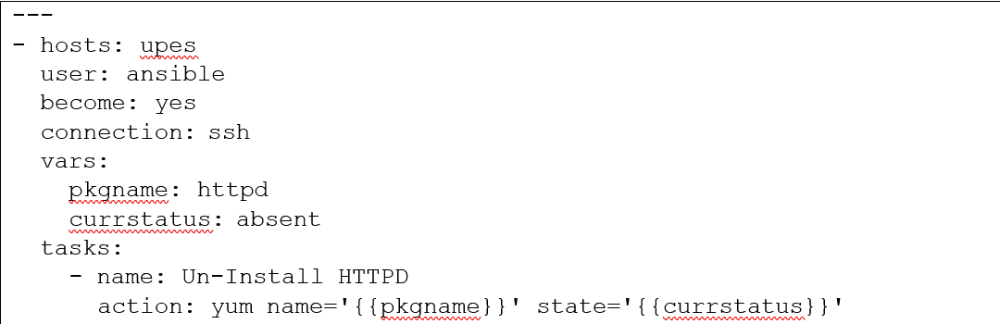 ---
- hosts: upes
  user: ansible
  become: yes
  connection: ssh
  vars:
    pkgname: httpd
    currstatus: absent
  tasks:
    - name: Un-Install HTTPD
      action: yum name='{{pkgname}}' state='{{currstatus}}'